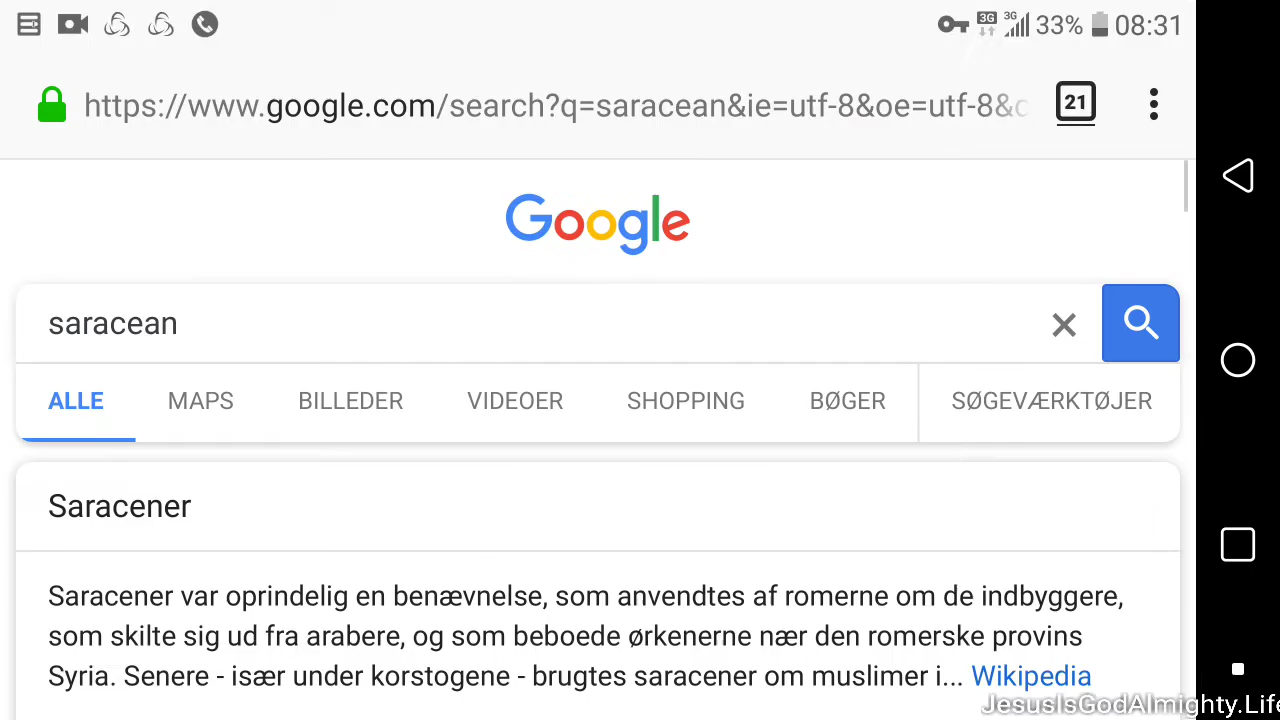 3G 3G 33% 08:31
https://www.google.com/search?q=saracean&ie=utf-8&oe=utf-8& 21
Google
saracean
ALLE MAPS BILLEDER VIDEOER SHOPPING BØGER SØGEVÆRKTØJER
Saracener
Saracener var oprindelig en benævnelse, som anvendtes af romerne om de indbyggere,
som skilte sig ud fra arabere, og som beboede ørkenerne nær den romerske provins
Syria. Senere - især under korstogene - brugtes saracener om muslimer i... Wikipedia
JesusIsGodAlmighty.Life